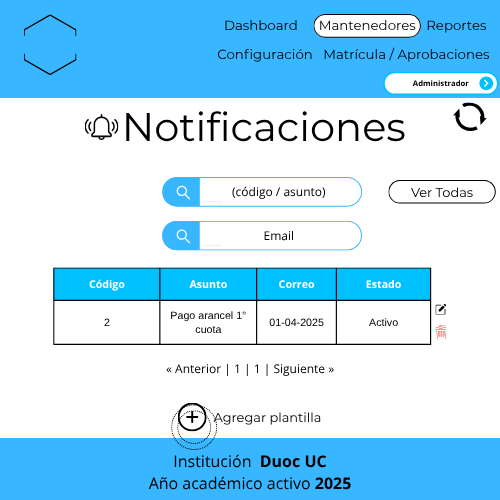 Dashboard Mantenedores Reportes
Configuración Matrícula / Aprobaciones
Administrador
Notificaciones
(código / asunto)
Ver Todas
Email
Código Asunto Correo Estado
2 Pago arancel 1° 01-04-2025 Activo
cuota
« Anterior | 1 | 1 | Siguiente »
Agregar plantilla
Institución Duoc UC
Año académico activo 2025